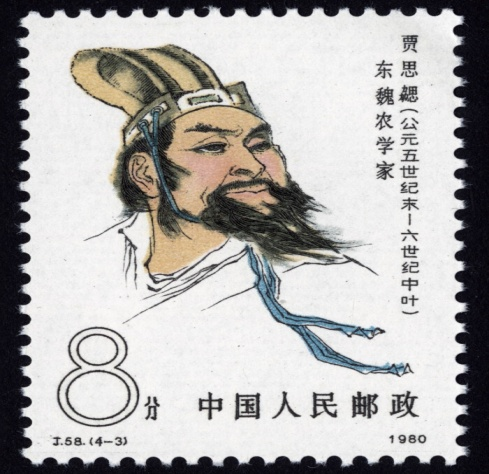 贾思勰(公元五世纪末—六世纪中叶)
东魏农学家
8分
中国人民邮政
J.58.(4-3)
1980